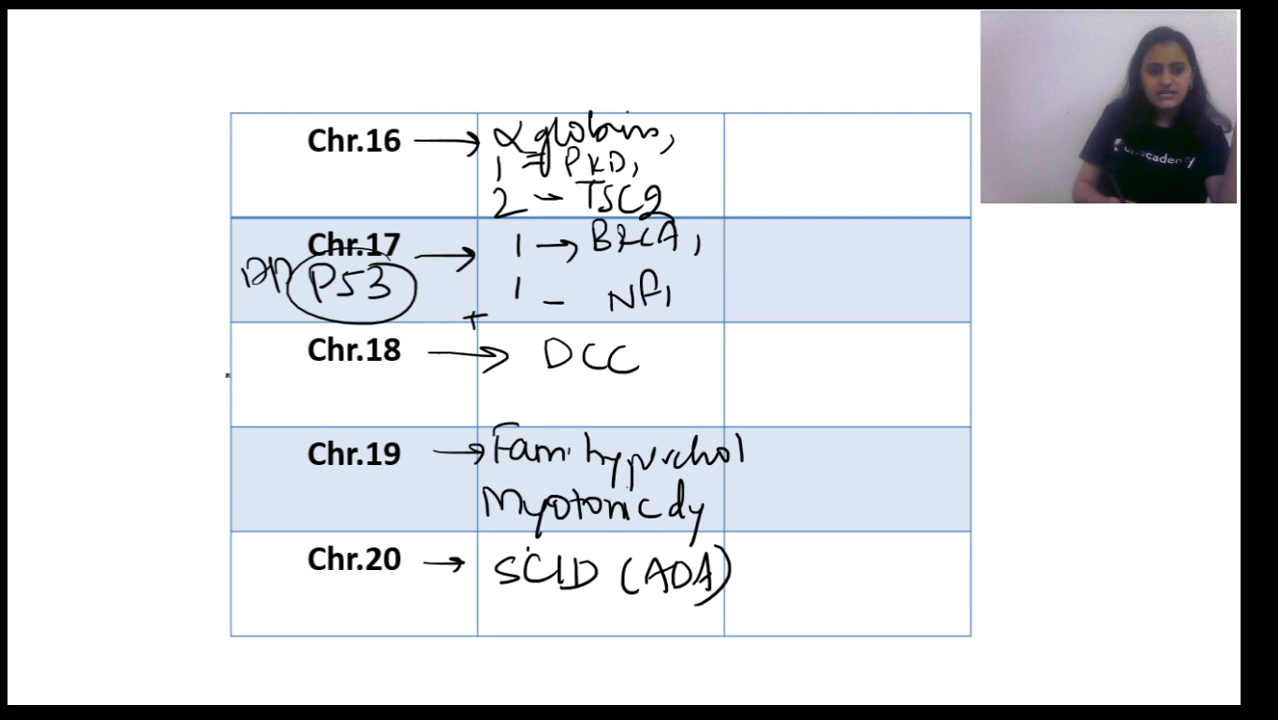 Chr.16 → α globins,
1 → PKD,
2 - TSC2
Chr.17 → 1 → BRCA,
P53 1 - NF1
+
Chr.18 → DCC
Chr.19 → Fam. hyperchol
Myotonic dy
Chr.20 → SCID (ADA)